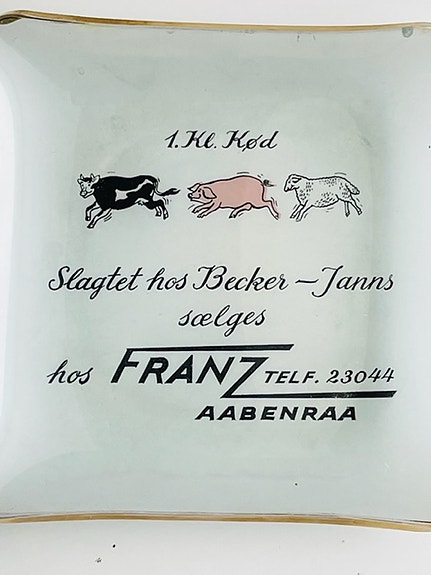 1. Kl. Kød
Slagtet hos Becker – Janns
sælges
hos FRANZ TELF. 23044
AABENRAA